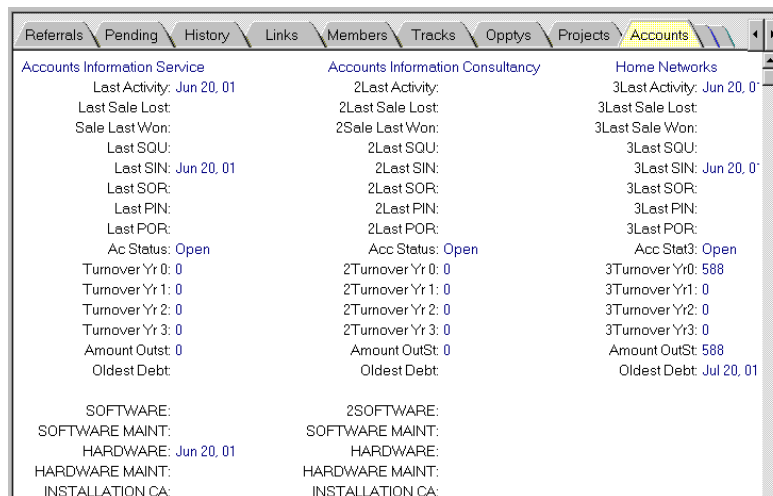 Referrals Pending History Links Members Tracks Opptys Projects Accounts
Accounts Information Service Accounts Information Consultancy Home Networks
Last Activity: Jun 20, 01 2Last Activity: 3Last Activity: Jun 20, 0
Last Sale Lost: 2Last Sale Lost: 3Last Sale Lost:
Sale Last Won: 2Sale Last Won: 3Last Sale Won:
Last SQU: 2Last SQU: 3Last SQU:
Last SIN: Jun 20, 01 2Last SIN: 3Last SIN: Jun 20, 0
Last SOR: 2Last SOR: 3Last SOR:
Last PIN: 2Last PIN: 3Last PIN:
Last POR: 2Last POR: 3Last POR:
Ac Status: Open Acc Status: Open Acc Stat3: Open
Turnover Yr 0: 0 2Turnover Yr 0: 0 3Turnover Yr0: 588
Turnover Yr 1: 0 2Turnover Yr 1: 0 3Turnover Yr1: 0
Turnover Yr 2: 0 2Turnover Yr 2: 0 3Turnover Yr2: 0
Turnover Yr 3: 0 2Turnover Yr 3: 0 3Turnover Yr3: 0
Amount Outst: 0 Amount OutSt: 0 Amount OutSt: 588
Oldest Debt: Oldest Debt: Oldest Debt: Jul 20, 01
SOFTWARE: 2SOFTWARE:
SOFTWARE MAINT: SOFTWARE MAINT:
HARDWARE: Jun 20, 01 HARDWARE:
HARDWARE MAINT: HARDWARE MAINT:
INSTALLATION CA: INSTALLATION CA: